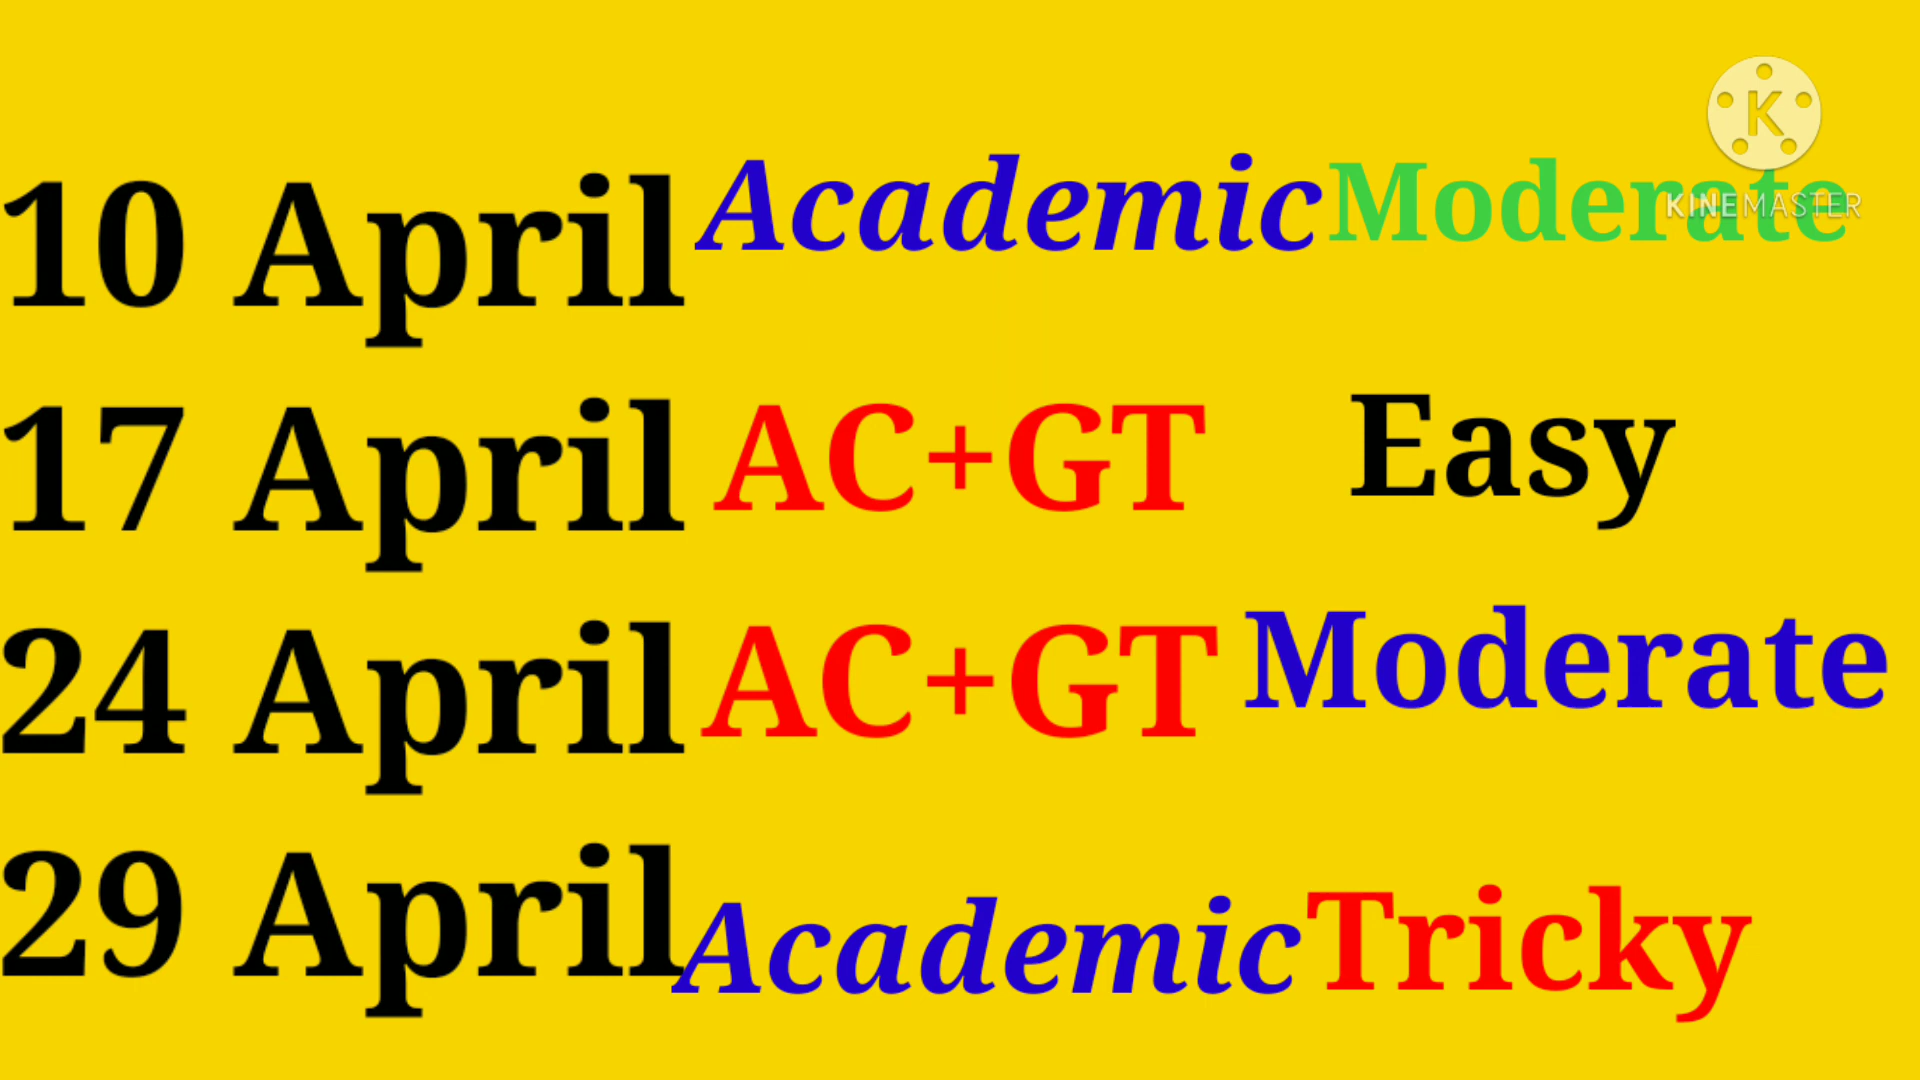 K
KINEMASTER
10 April Academic Moderate
17 April AC+GT Easy
24 April AC+GT Moderate
29 April Academic Tricky